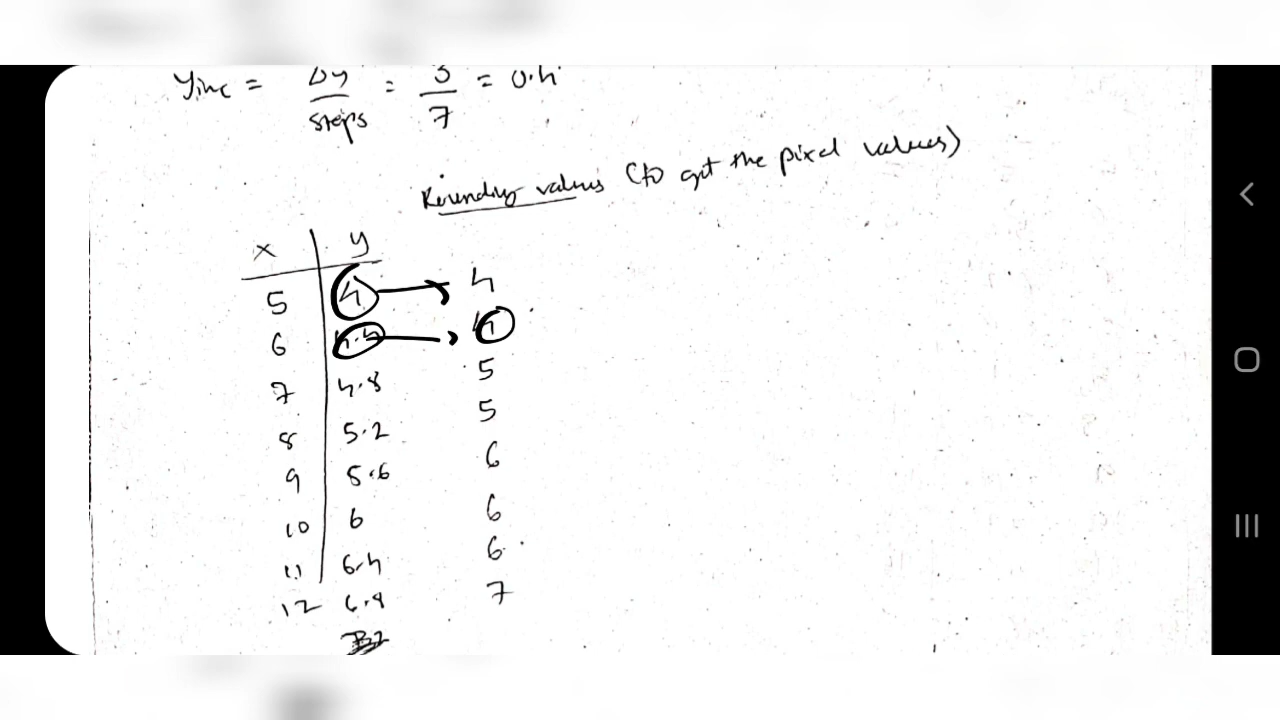 Yinc = Δy/steps = 3/7 = 0.4
Rounding values (to get the pixel values)
x y
5 4 → 4
6 4.4 → 4
7 4.8 5
8 5.2 5
9 5.6 6
10 6 6
11 6.4 6
12 6.8 7